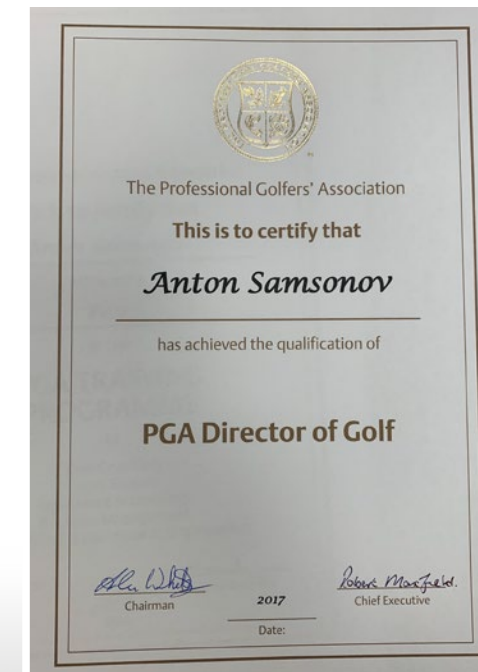 The Professional Golfers' Association
This is to certify that
Anton Samsonov
has achieved the qualification of
PGA Director of Golf
Robert Maxfield.
Chairman
2017
Chief Executive
Date: